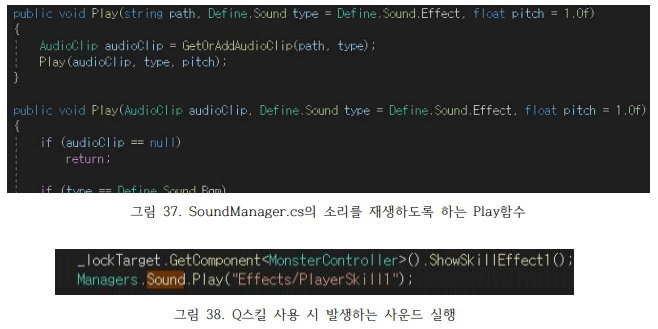 public void Play(string path, Define.Sound type = Define.Sound.Effect, float pitch = 1.0f)
{
AudioClip audioClip = GetOrAddAudioClip(path, type);
Play(audioClip, type, pitch);
}
public void Play(AudioClip audioClip, Define.Sound type = Define.Sound.Effect, float pitch = 1.0f)
{
if (audioClip == null)
return;
if (type == Define.Sound.Bgm)
그림 37. SoundManager.cs의 소리를 재생하도록 하는 Play함수
_lockTarget.GetComponent<MonsterController>().ShowSkillEffect1();
Managers.Sound.Play("Effects/PlayerSkill1");
그림 38. Q스킬 사용 시 발생하는 사운드 실행